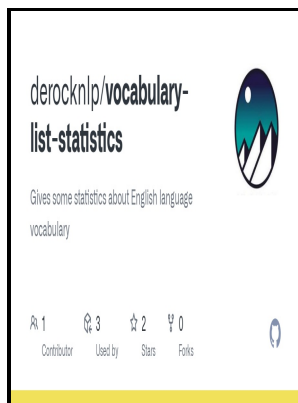 derocknlp/vocabulary-
list-statistics
Gives some statistics about English language
vocabulary
1 3 2 0
Contributor Used by Stars Forks